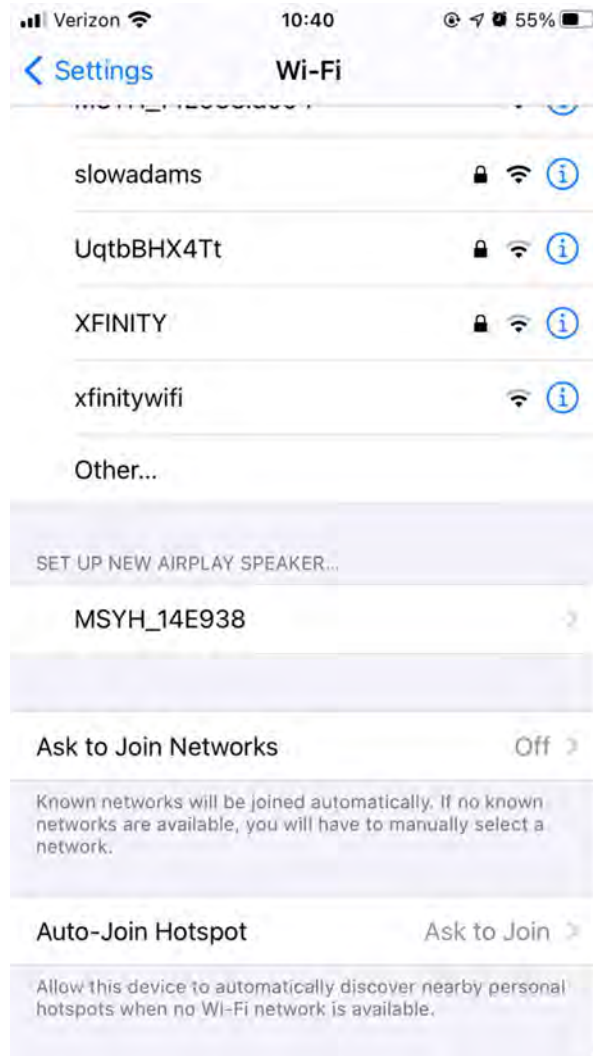 Verizon 10:40 55%
Settings Wi-Fi
slowadams
UqtbBHX4Tt
XFINITY
xfinitywifi
Other...
SET UP NEW AIRPLAY SPEAKER...
MSYH_14E938
Ask to Join Networks Off
Known networks will be joined automatically. If no known
networks are available, you will have to manually select a
network.
Auto-Join Hotspot Ask to Join
Allow this device to automatically discover nearby personal
hotspots when no Wi-Fi network is available.